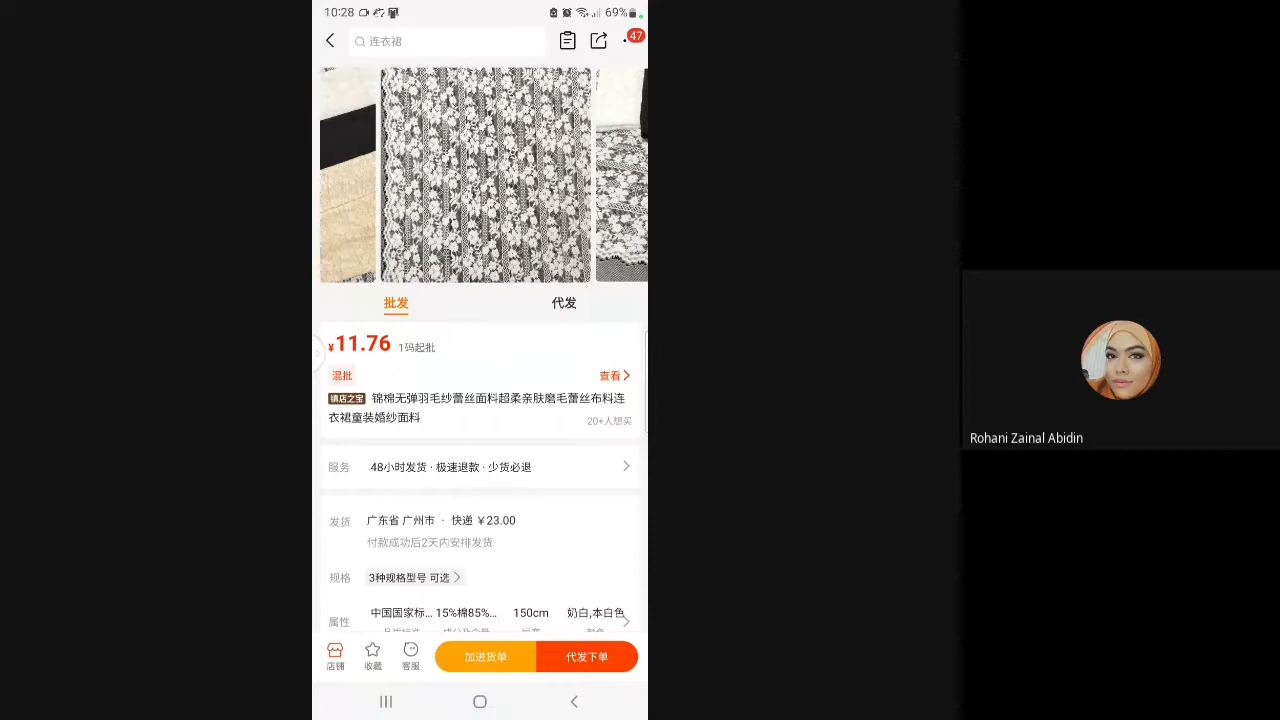 10:28
69%
连衣裙
47
批发
代发
¥11.76 1码起批
混批
查看
镇店之宝 锦棉无弹羽毛纱蕾丝面料超柔亲肤磨毛蕾丝布料连
衣裙童装婚纱面料
20+人想买
服务 48小时发货 · 极速退款 · 少货必退
发货 广东省 广州市 · 快递 ¥23.00
付款成功后2天内安排发货
规格 3种规格型号 可选
属性 中国国家标... 15%棉85%... 150cm 奶白,本白色
店铺 收藏 客服 加进货单 代发下单
Rohani Zainal Abidin